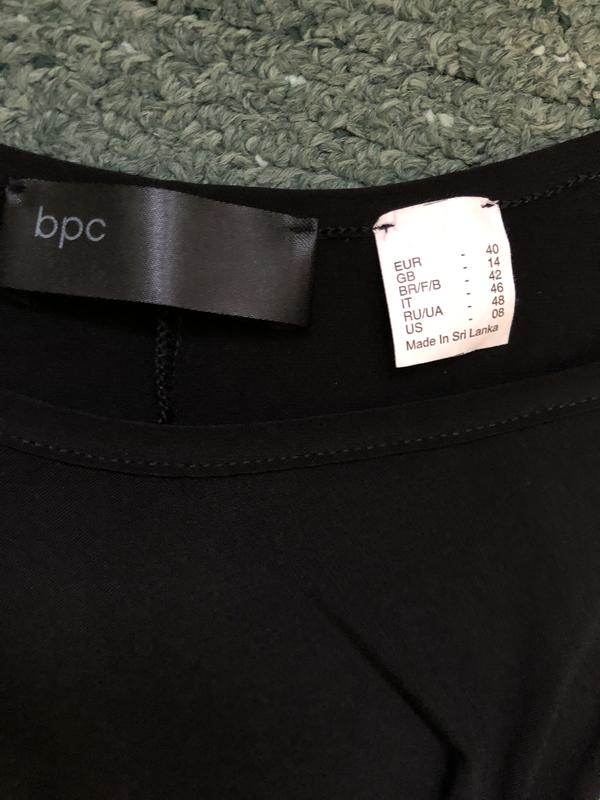 bpc
EUR - 40
GB - 14
BR/F/B - 42
IT - 46
RU/UA - 48
US - 08
Made In Sri Lanka